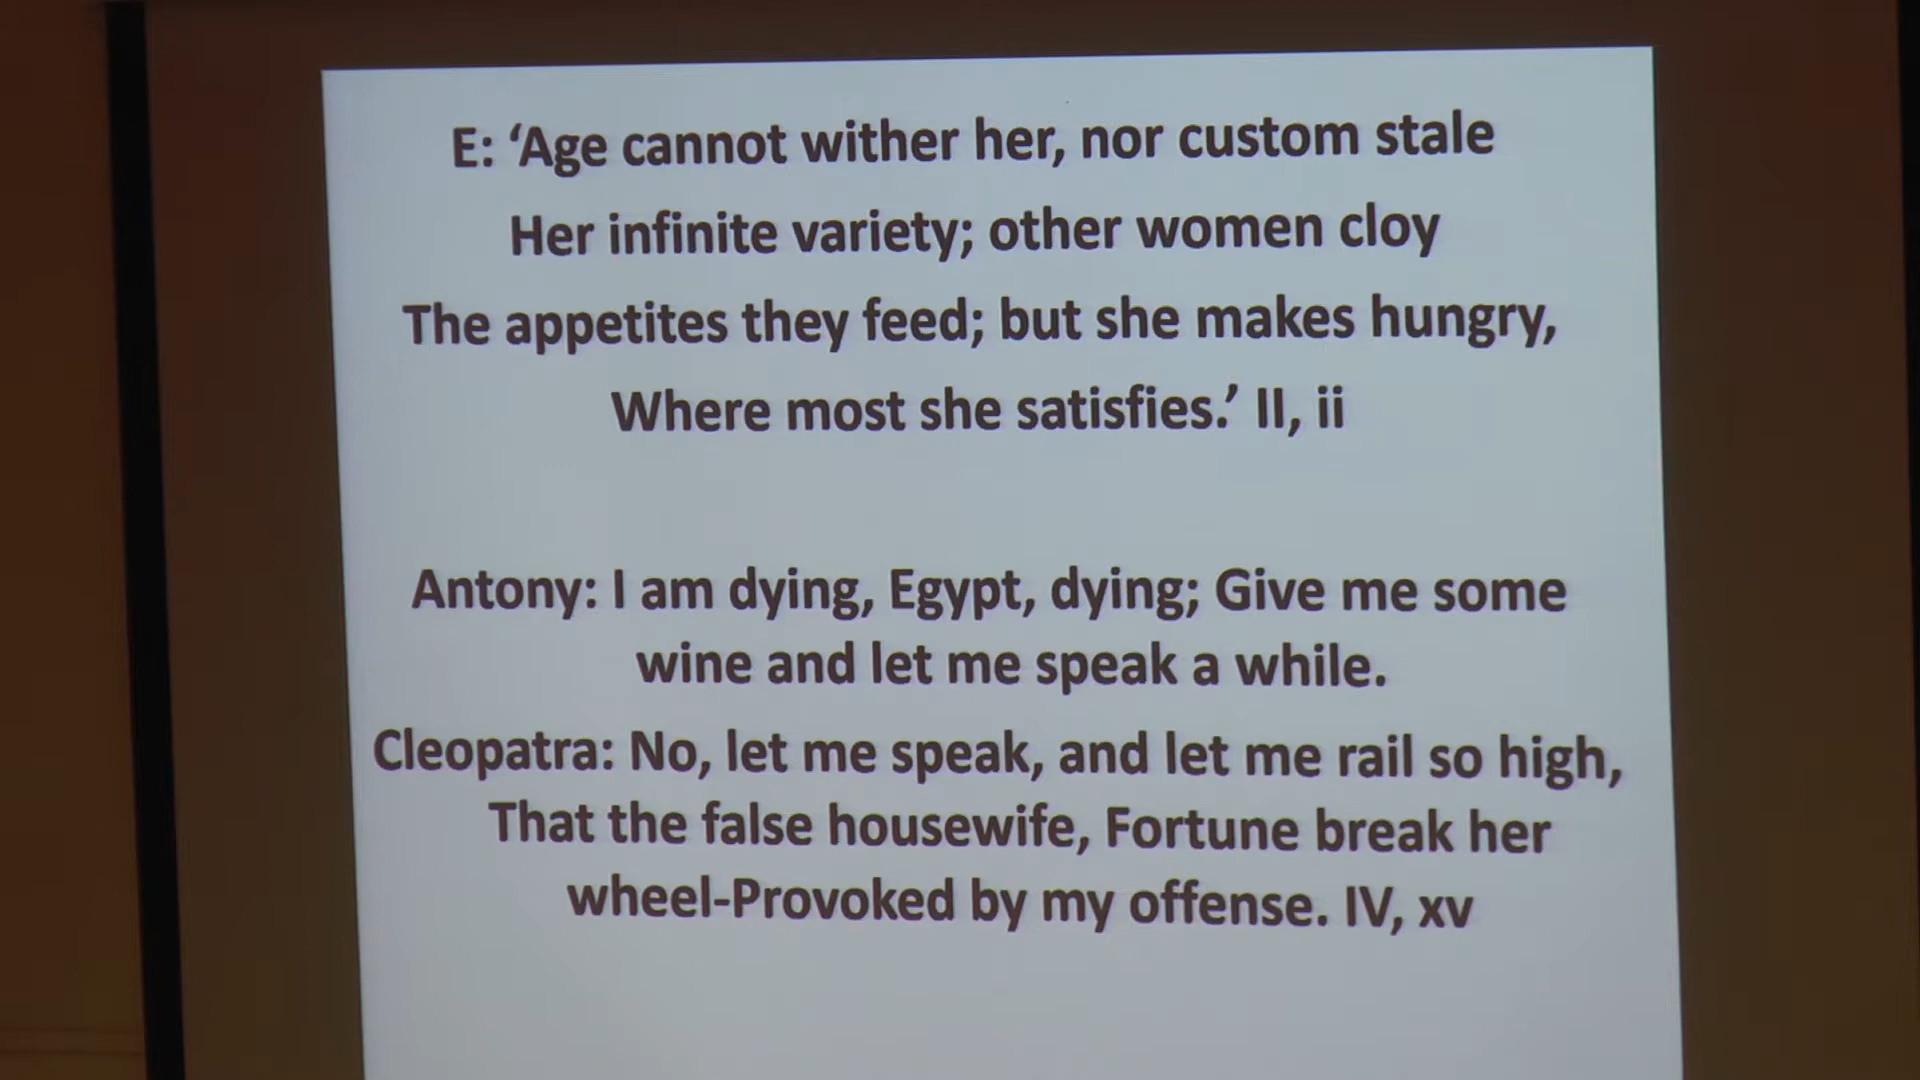 E: ‘Age cannot wither her, nor custom stale
Her infinite variety; other women cloy
The appetites they feed; but she makes hungry,
Where most she satisfies.’ II, ii
Antony: I am dying, Egypt, dying; Give me some
wine and let me speak a while.
Cleopatra: No, let me speak, and let me rail so high,
That the false housewife, Fortune break her
wheel-Provoked by my offense. IV, xv